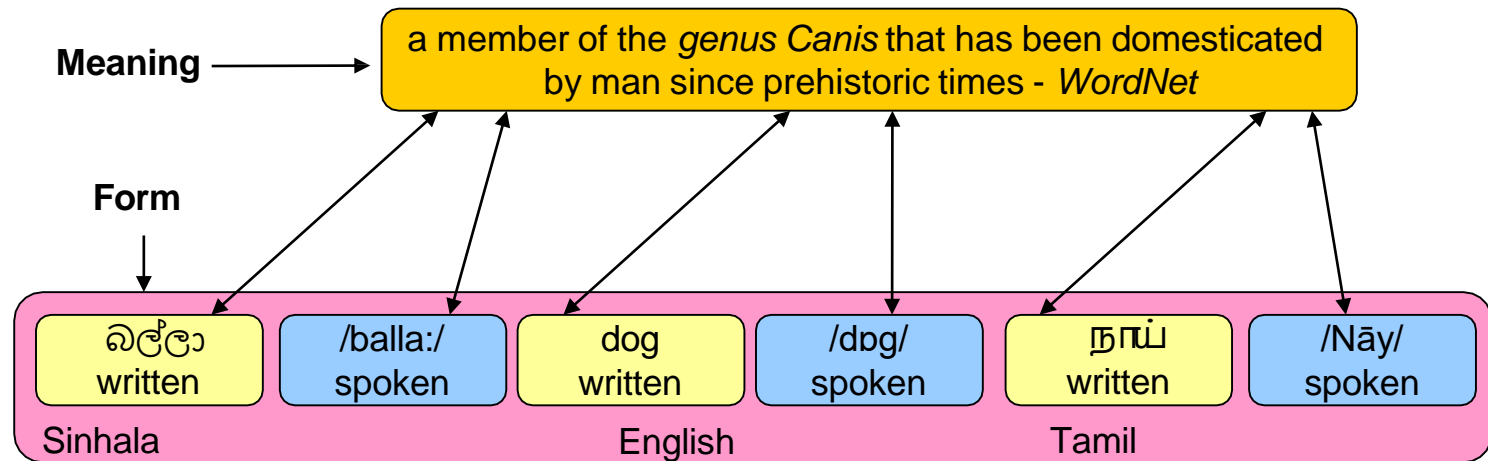 Meaning
a member of the genus Canis that has been domesticated
by man since prehistoric times - WordNet
Form
බල්ලා
written
/balla:/
spoken
dog
written
/dɒg/
spoken
நாய்
written
/Nāy/
spoken
Sinhala
English
Tamil